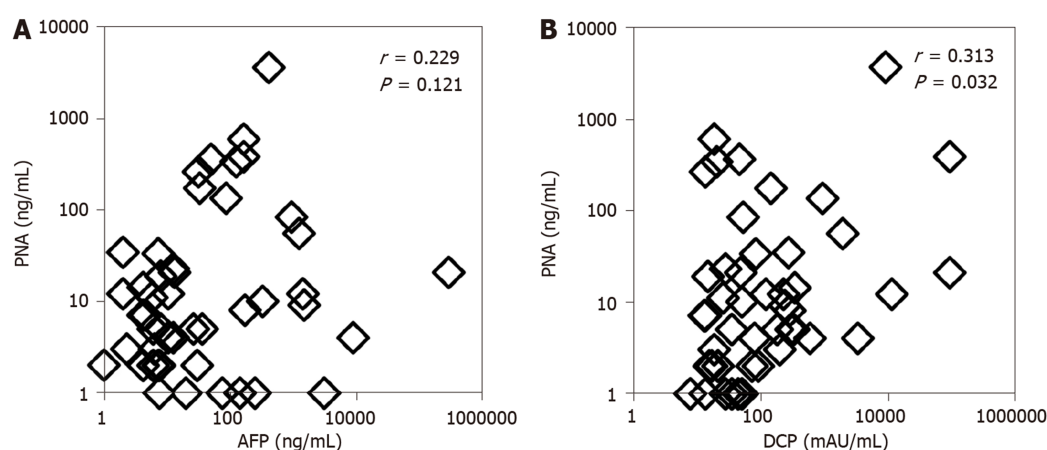 A
r = 0.229
P = 0.121
10000
1000
100
10
1
PNA (ng/mL)
1 100 10000 1000000
AFP (ng/mL)
B
r = 0.313
P = 0.032
10000
1000
100
10
1
PNA (ng/mL)
1 100 10000 1000000
DCP (mAU/mL)